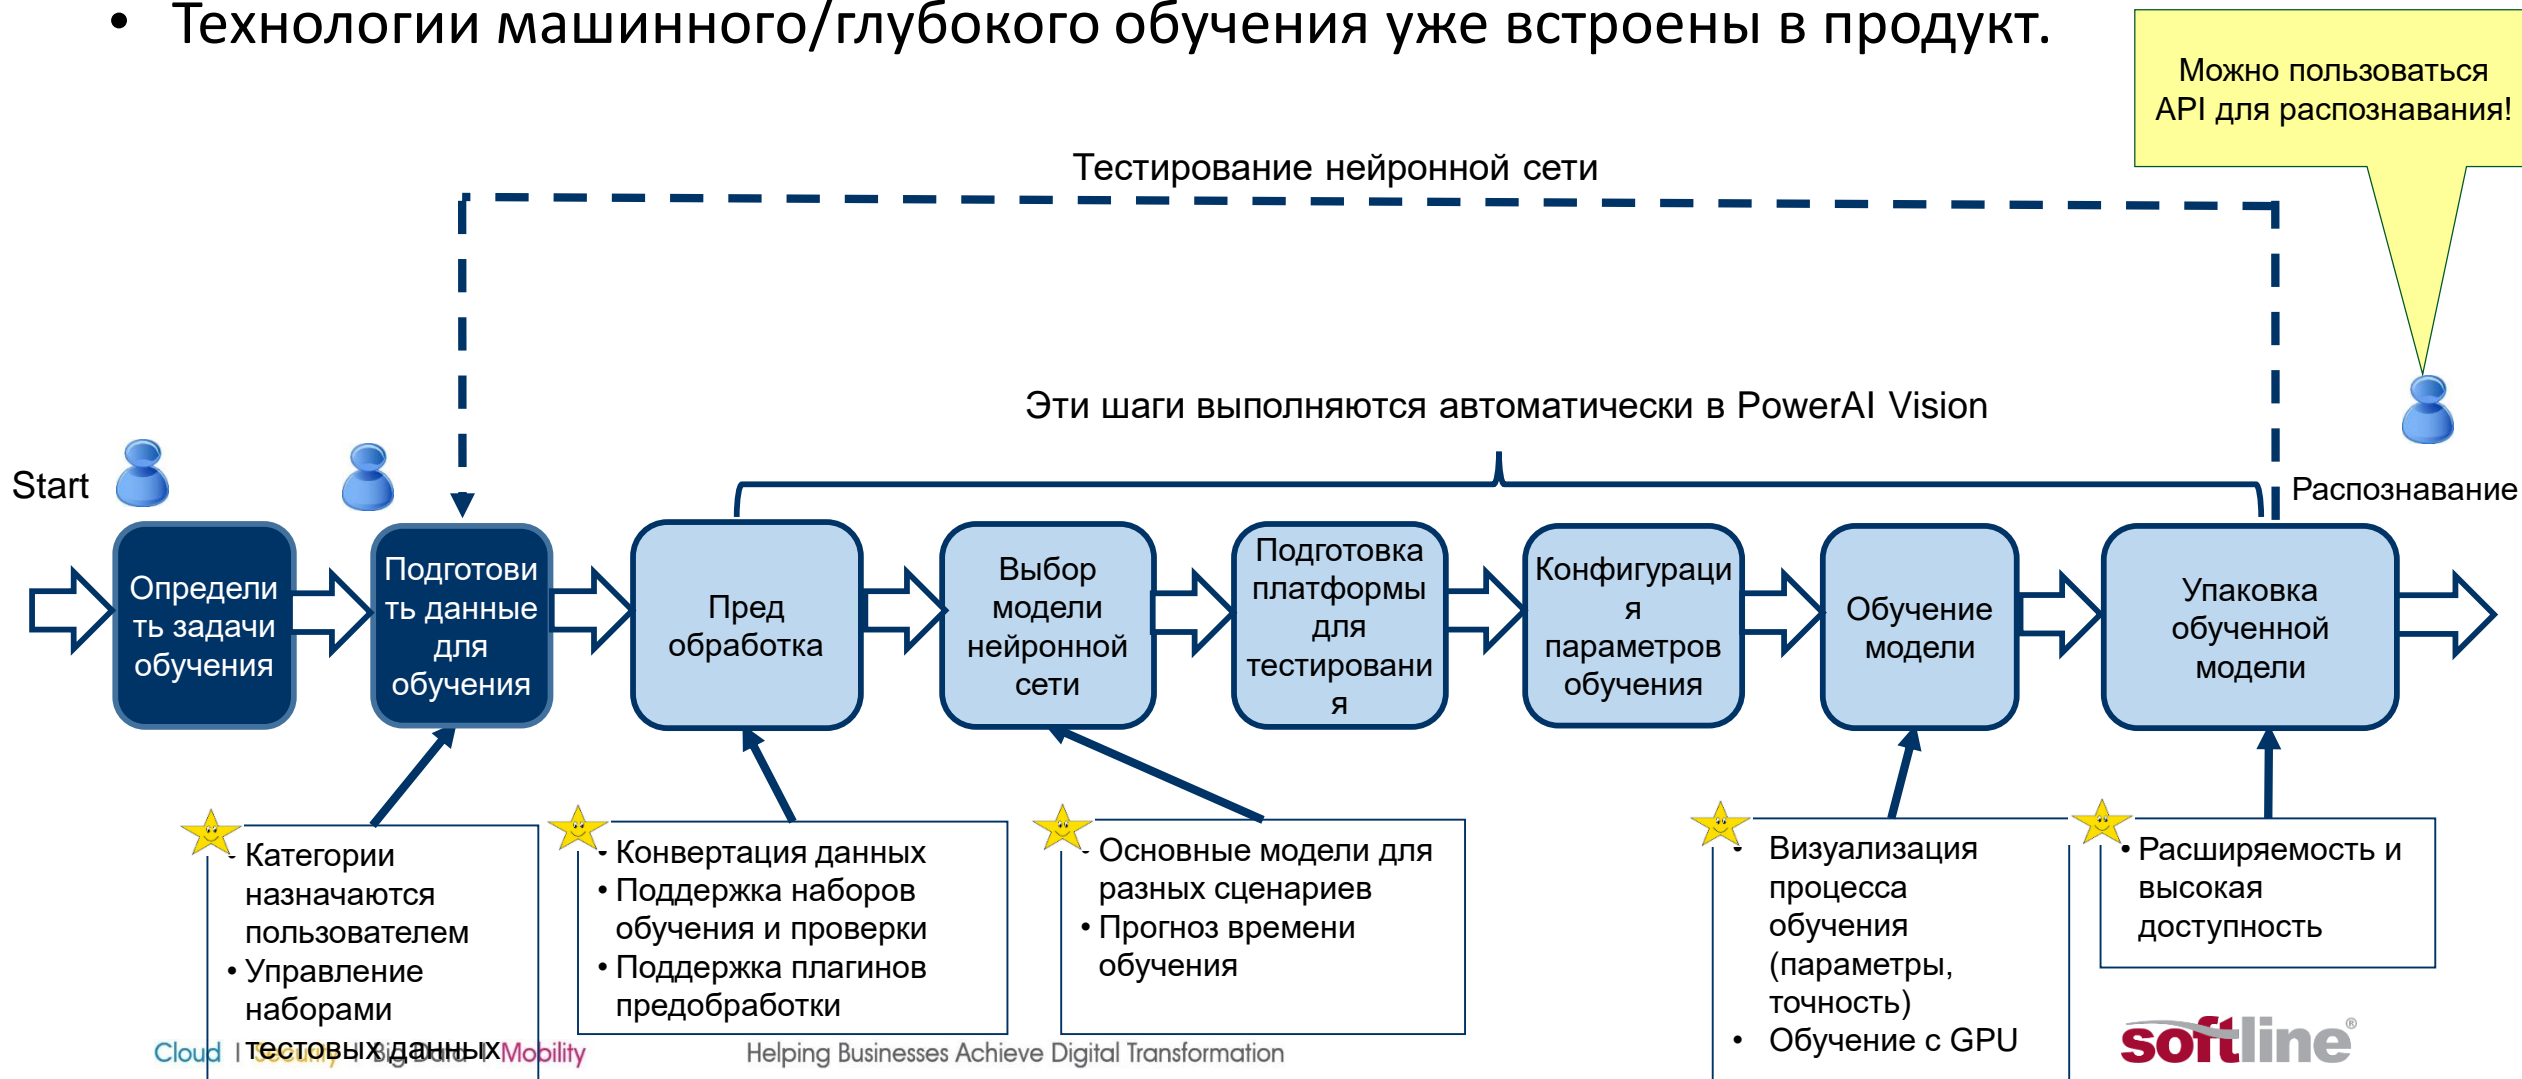 • Технологии машинного/глубокого обучения уже встроены в продукт.
Можно пользоваться
API для распознавания!
Тестирование нейронной сети
Эти шаги выполняются автоматически в PowerAI Vision
Start
Распознавание
Определи
ть задачи
обучения
Подготови
ть данные
для
обучения
Пред
обработка
Выбор
модели
нейронной
сети
Подготовка
платформы
для
тестировани
я
Конфигураци
я
параметров
обучения
Обучение
модели
Упаковка
обученной
модели
• Категории
назначаются
пользователем
• Управление
наборами
тестовых данных
• Конвертация данных
• Поддержка наборов
обучения и проверки
• Поддержка плагинов
предобработки
• Основные модели для
разных сценариев
• Прогноз времени
обучения
• Визуализация
процесса
обучения
(параметры,
точность)
• Обучение с GPU
• Расширяемость и
высокая
доступность
Cloud | Security | Big Data | Mobility
Helping Businesses Achieve Digital Transformation
softline®